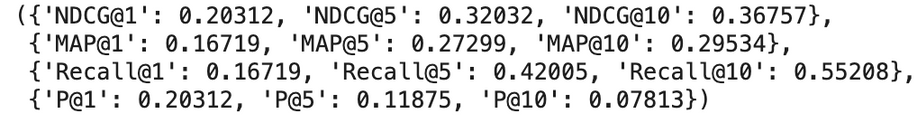 ({'NDCG@1': 0.20312, 'NDCG@5': 0.32032, 'NDCG@10': 0.36757},
{'MAP@1': 0.16719, 'MAP@5': 0.27299, 'MAP@10': 0.29534},
{'Recall@1': 0.16719, 'Recall@5': 0.42005, 'Recall@10': 0.55208},
{'P@1': 0.20312, 'P@5': 0.11875, 'P@10': 0.07813})